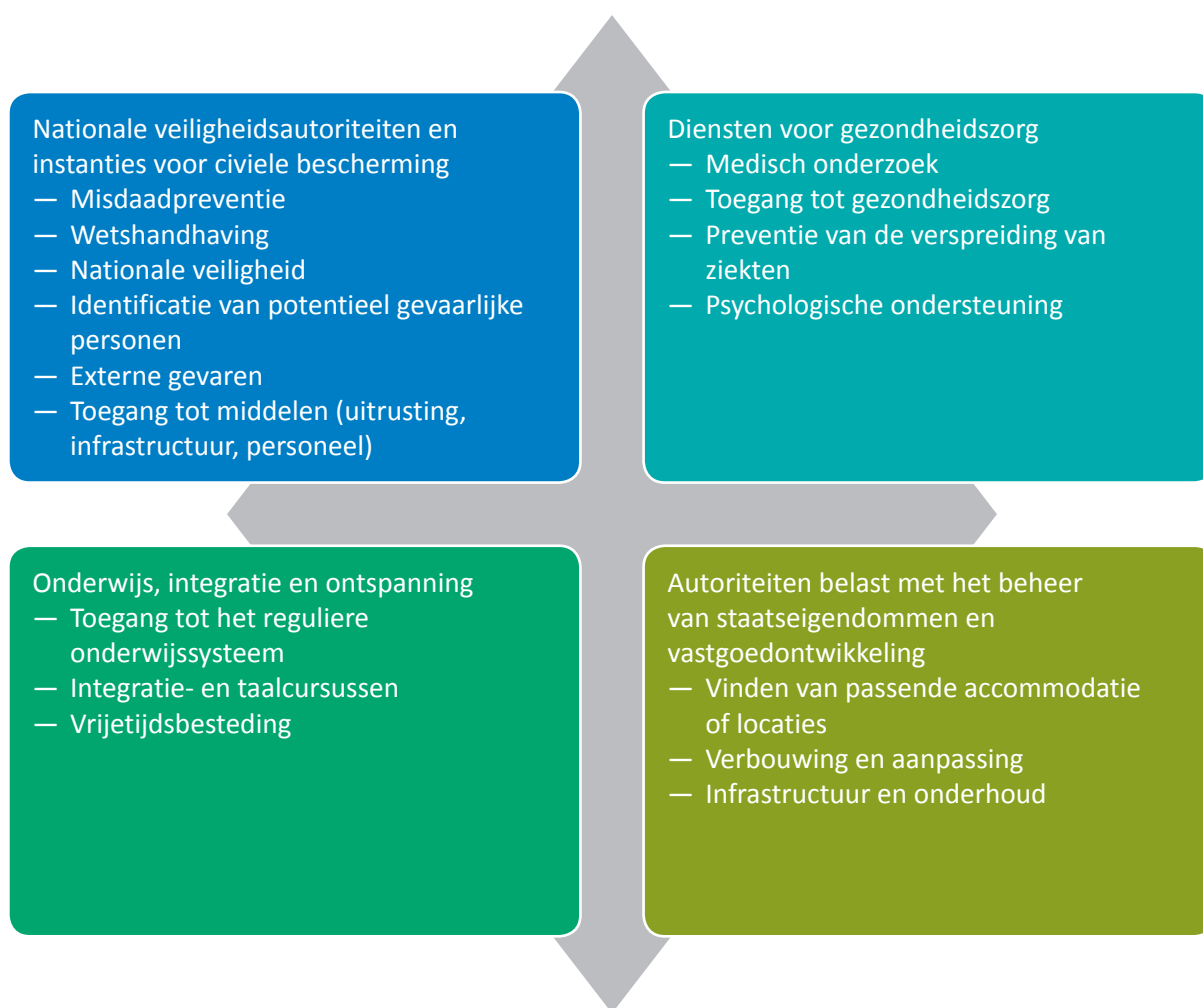 Nationale veiligheidsautoriteiten en
instanties voor civiele bescherming
— Misdaadpreventie
— Wetshandhaving
— Nationale veiligheid
— Identificatie van potentieel gevaarlijke
personen
— Externe gevaren
— Toegang tot middelen (uitrusting,
infrastructuur, personeel)
Diensten voor gezondheidszorg
— Medisch onderzoek
— Toegang tot gezondheidszorg
— Preventie van de verspreiding van
ziekten
— Psychologische ondersteuning
Onderwijs, integratie en ontspanning
— Toegang tot het reguliere
onderwijssysteem
— Integratie- en taalcursussen
— Vrijetijdsbesteding
Autoriteiten belast met het beheer
van staatseigendommen en
vastgoedontwikkeling
— Vinden van passende accommodatie
of locaties
— Verbouwing en aanpassing
— Infrastructuur en onderhoud